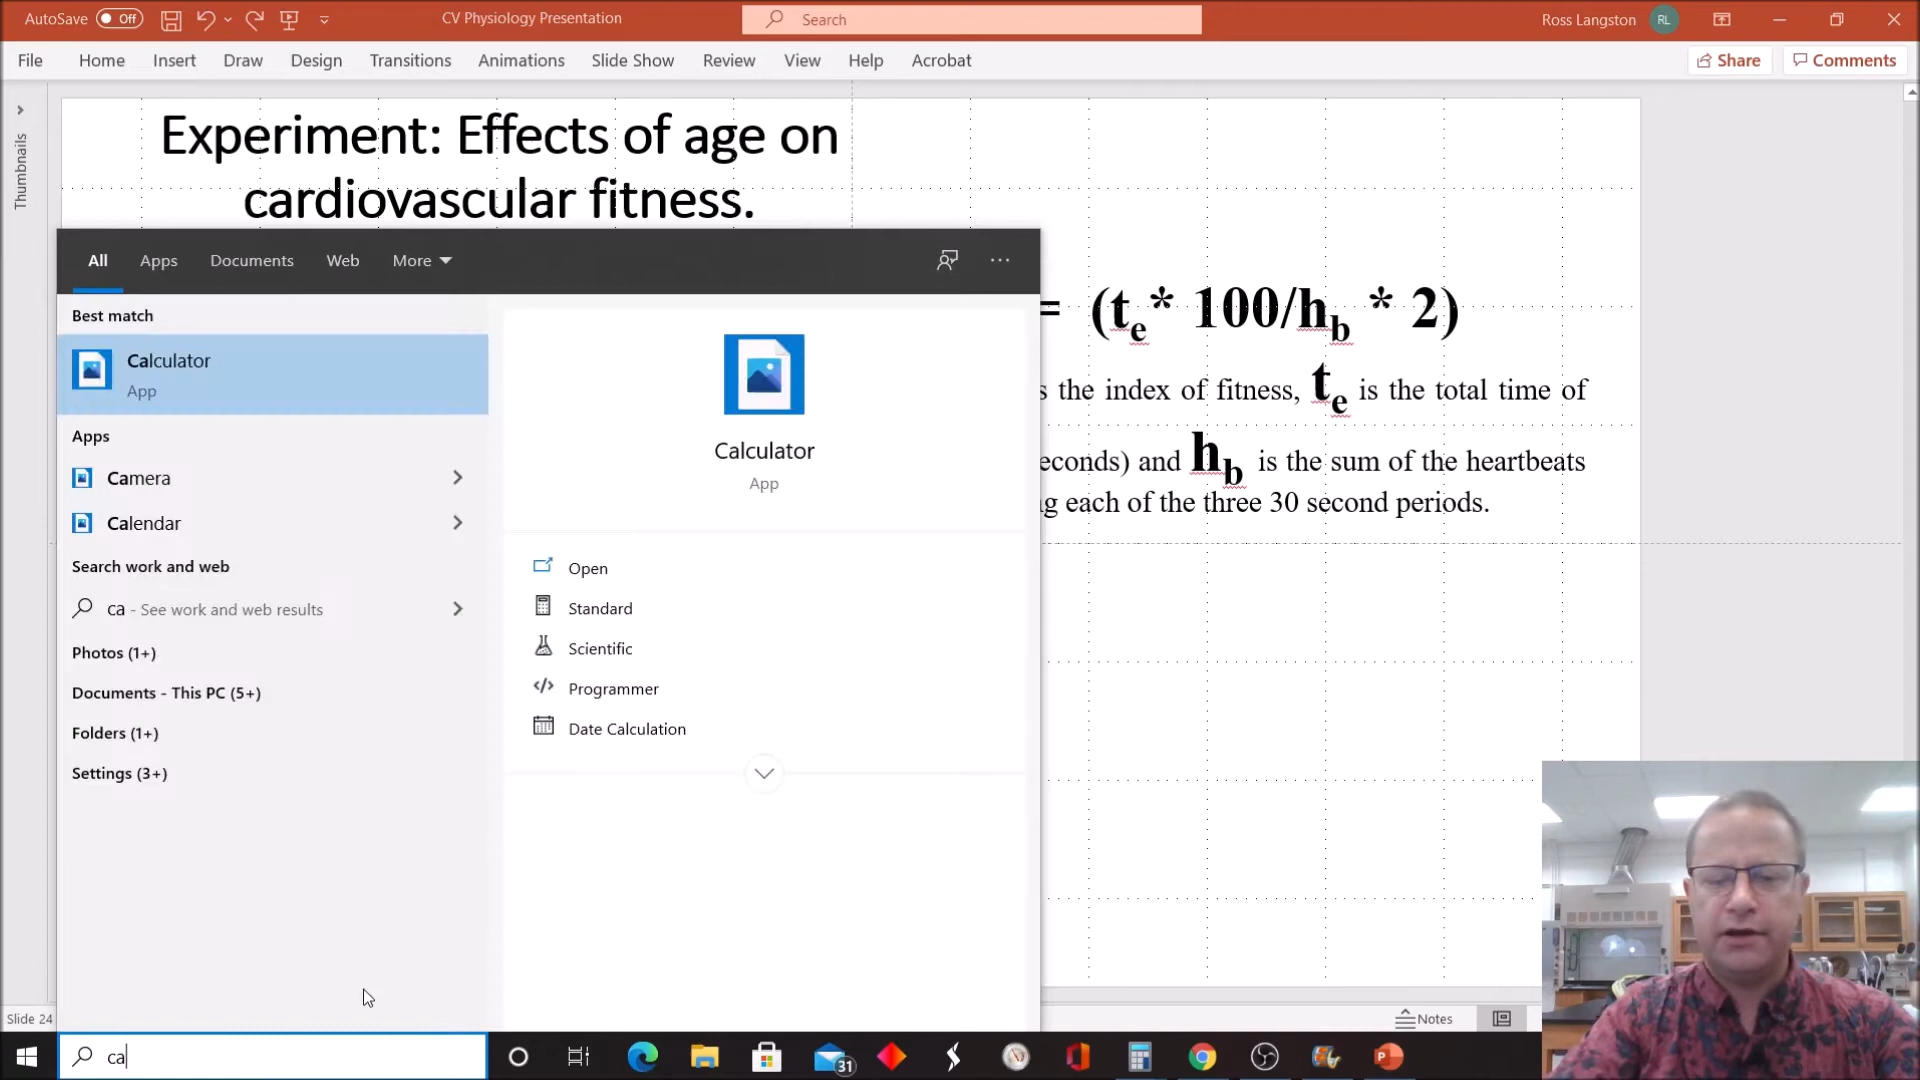 AutoSave Off CV Physiology Presentation Search Ross Langston RL
File Home Insert Draw Design Transitions Animations Slide Show Review View Help Acrobat Share Comments
Thumbnails
Experiment: Effects of age on
cardiovascular fitness.
All Apps Documents Web More
Best match
Calculator
App
Apps
Camera
Calendar
Search work and web
ca - See work and web results
Photos (1+)
Documents - This PC (5+)
Folders (1+)
Settings (3+)
Calculator
App
Open
Standard
Scientific
Programmer
Date Calculation
= (te* 100/hb * 2)
s the index of fitness, te is the total time of
econds) and hb is the sum of the heartbeats
g each of the three 30 second periods.
Slide 24 Notes
ca 31